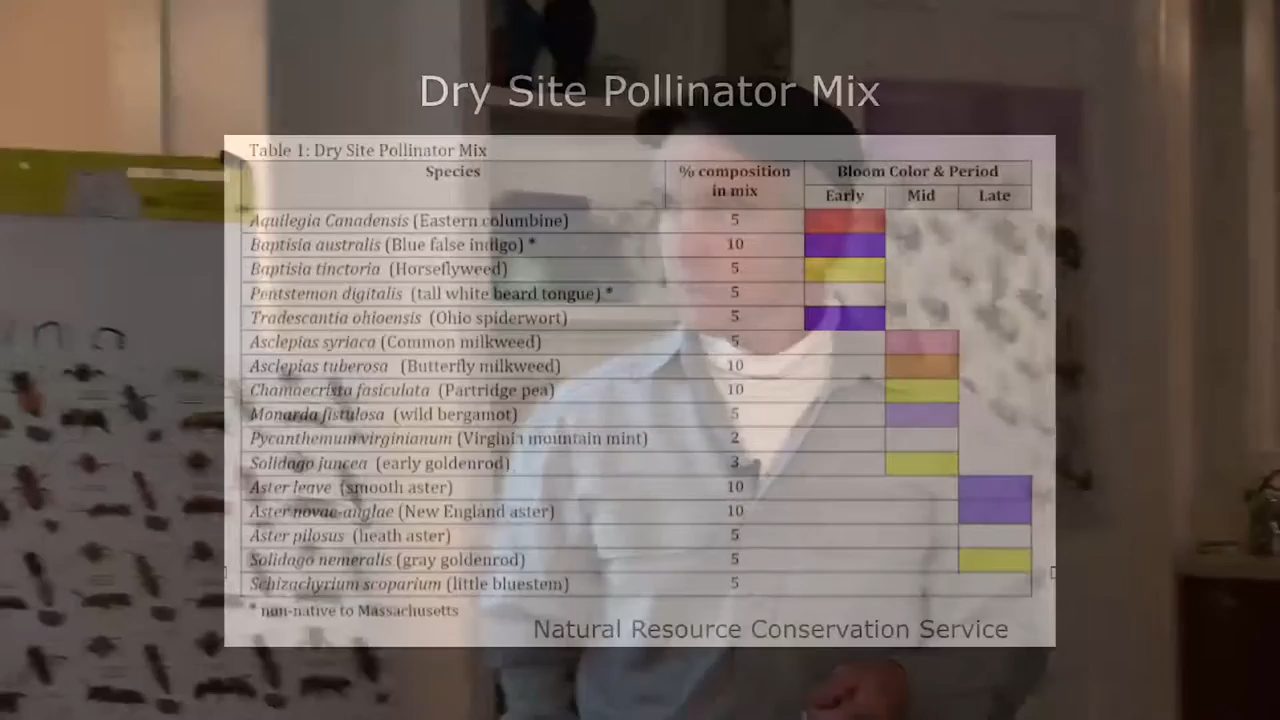 Dry Site Pollinator Mix
Table 1: Dry Site Pollinator Mix
Species % composition in mix Bloom Color & Period
Early Mid Late
Aquilegia Canadensis (Eastern columbine) 5
Baptisia australis (Blue false indigo) * 10
Baptisia tinctoria (Horseflyweed) 5
Pentstemon digitalis (tall white beard tongue) * 5
Tradescantia ohioensis (Ohio spiderwort) 5
Asclepias syriaca (Common milkweed) 5
Asclepias tuberosa (Butterfly milkweed) 10
Chamaecrista fasiculata (Partridge pea) 10
Monarda fistulosa (wild bergamot) 5
Pycanthemum virginianum (Virginia mountain mint) 2
Solidago juncea (early goldenrod) 3
Aster leave (smooth aster) 10
Aster novae-anglae (New England aster) 10
Aster pilosus (heath aster) 5
Solidago nemeralis (gray goldenrod) 5
Schizachyrium scoparium (little bluestem) 5
* non-native to Massachusetts
Natural Resource Conservation Service